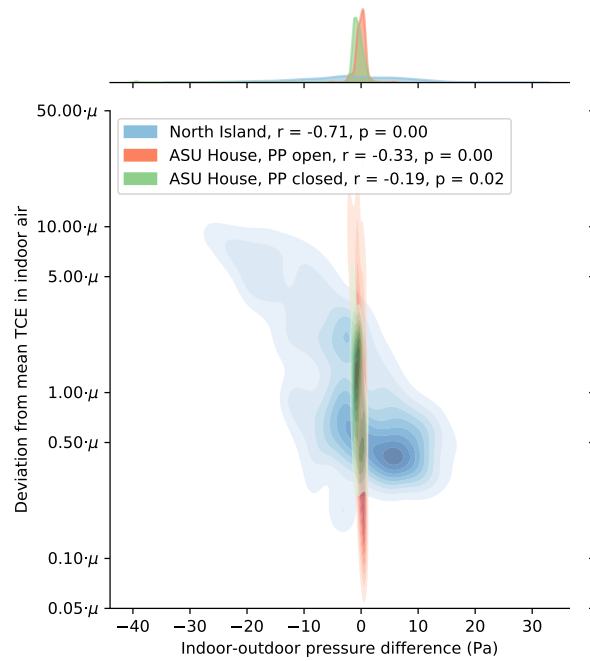 50.00·μ
10.00·μ
5.00·μ
1.00·μ
0.50·μ
0.10·μ
0.05·μ
Deviation from mean TCE in indoor air
North Island, r = -0.71, p = 0.00
ASU House, PP open, r = -0.33, p = 0.00
ASU House, PP closed, r = -0.19, p = 0.02
−40 −30 −20 −10 0 10 20 30
Indoor-outdoor pressure difference (Pa)